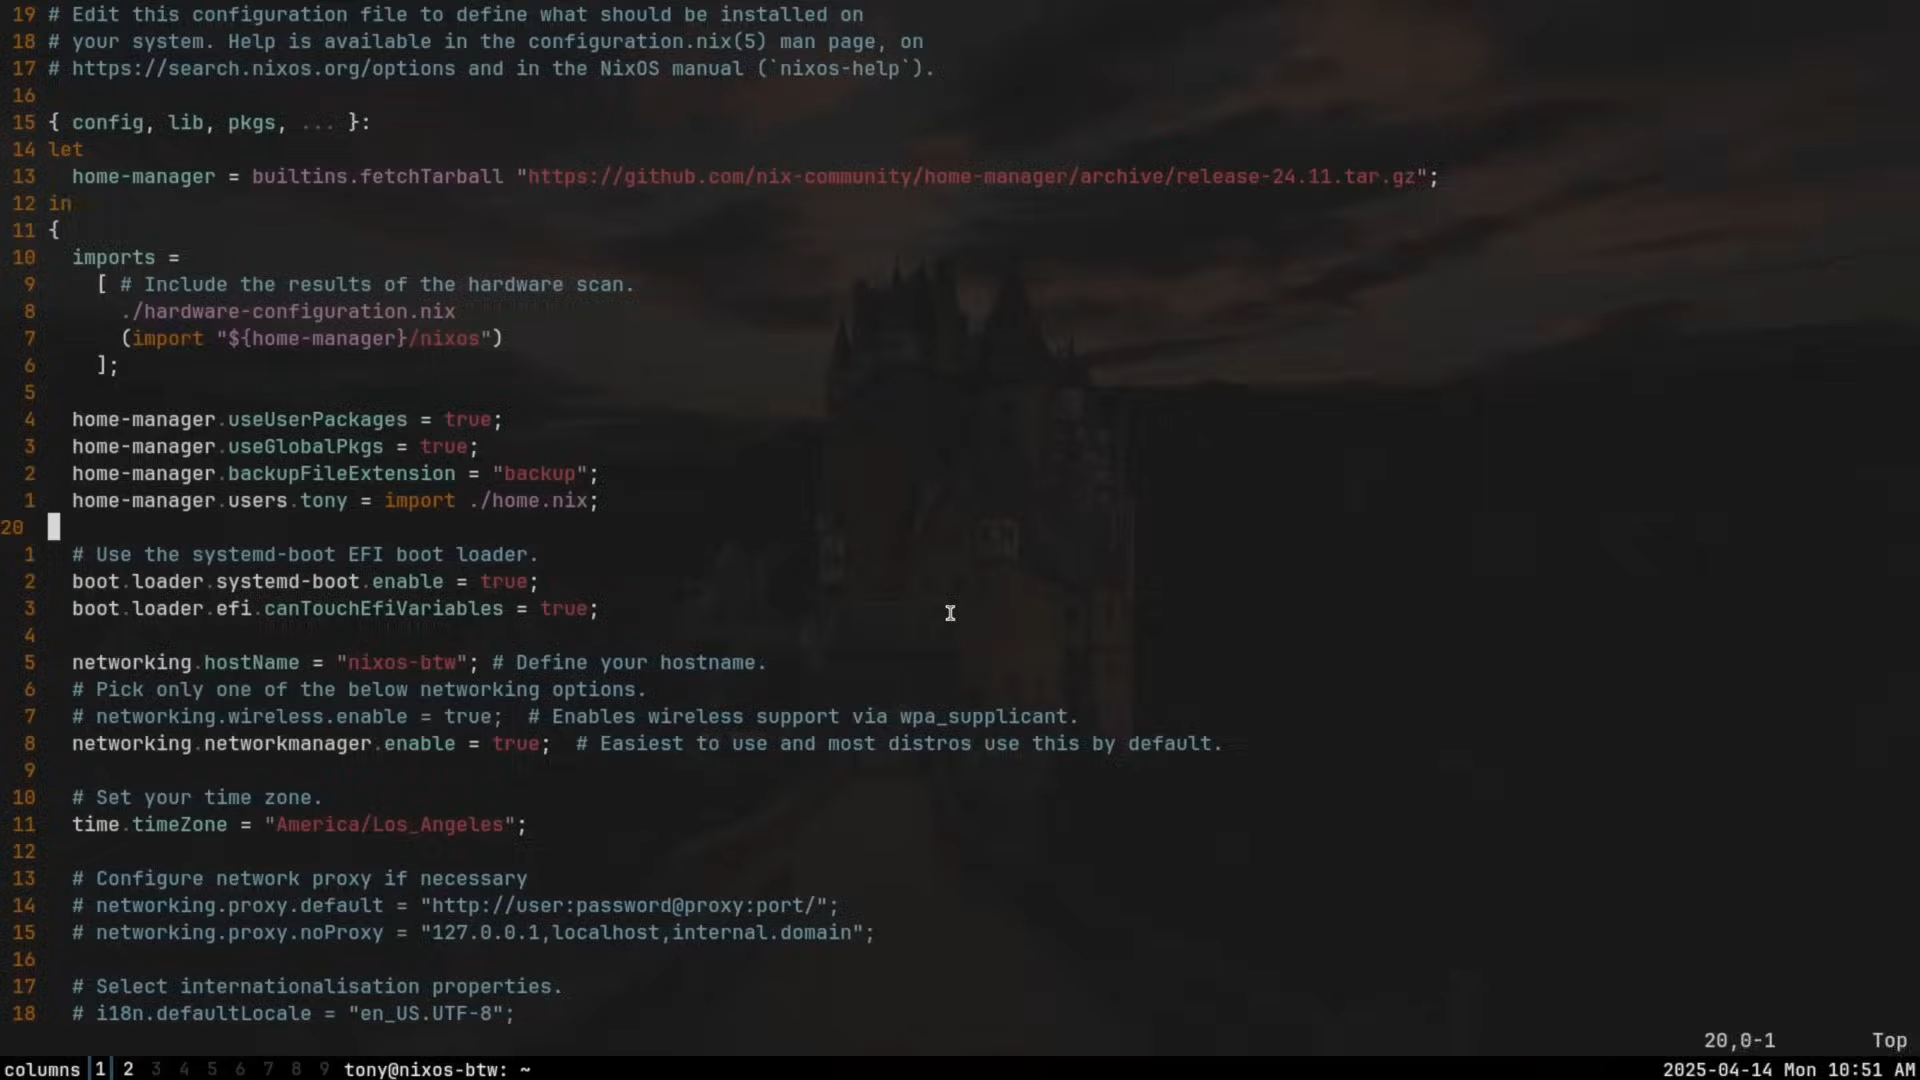 19 # Edit this configuration file to define what should be installed on
18 # your system. Help is available in the configuration.nix(5) man page, on
17 # https://search.nixos.org/options and in the NixOS manual (`nixos-help`).
16
15 { config, lib, pkgs, ... }:
14 let
13   home-manager = builtins.fetchTarball "https://github.com/nix-community/home-manager/archive/release-24.11.tar.gz";
12 in
11 {
10   imports =
9     [ # Include the results of the hardware scan.
8       ./hardware-configuration.nix
7       (import "${home-manager}/nixos")
6     ];
5
4   home-manager.useUserPackages = true;
3   home-manager.useGlobalPkgs = true;
2   home-manager.backupFileExtension = "backup";
1   home-manager.users.tony = import ./home.nix;
20
1   # Use the systemd-boot EFI boot loader.
2   boot.loader.systemd-boot.enable = true;
3   boot.loader.efi.canTouchEfiVariables = true;
4
5   networking.hostName = "nixos-btw"; # Define your hostname.
6   # Pick only one of the below networking options.
7   # networking.wireless.enable = true;  # Enables wireless support via wpa_supplicant.
8   networking.networkmanager.enable = true;  # Easiest to use and most distros use this by default.
9
10   # Set your time zone.
11   time.timeZone = "America/Los_Angeles";
12
13   # Configure network proxy if necessary
14   # networking.proxy.default = "http://user:password@proxy:port/";
15   # networking.proxy.noProxy = "127.0.0.1,localhost,internal.domain";
16
17   # Select internationalisation properties.
18   # i18n.defaultLocale = "en_US.UTF-8";
20,0-1 Top
columns 1 2 3 4 5 6 7 8 9 tony@nixos-btw: ~ 2025-04-14 Mon 10:51 AM